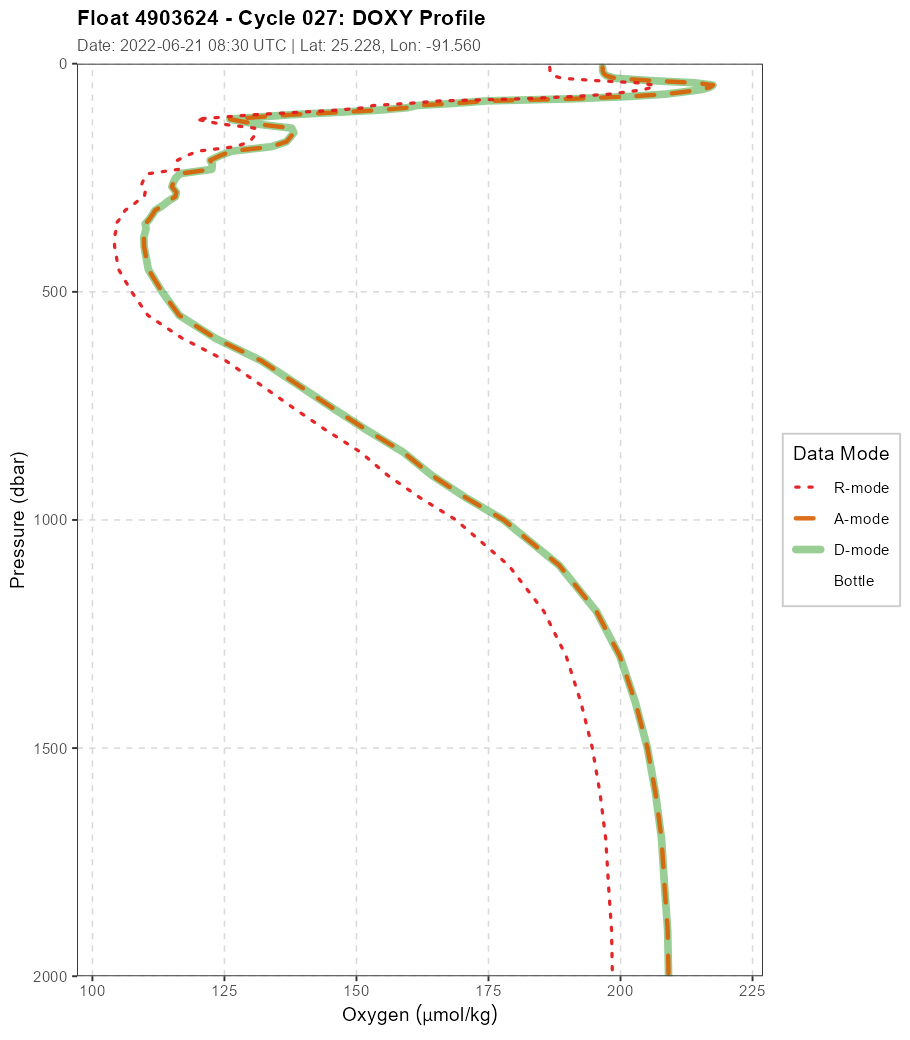 Float 4903624 - Cycle 027: DOXY Profile
Date: 2022-06-21 08:30 UTC | Lat: 25.228, Lon: -91.560
0
500
1000
1500
2000
Pressure (dbar)
100
125
150
175
200
225
Oxygen (μmol/kg)
Data Mode
R-mode
A-mode
D-mode
Bottle